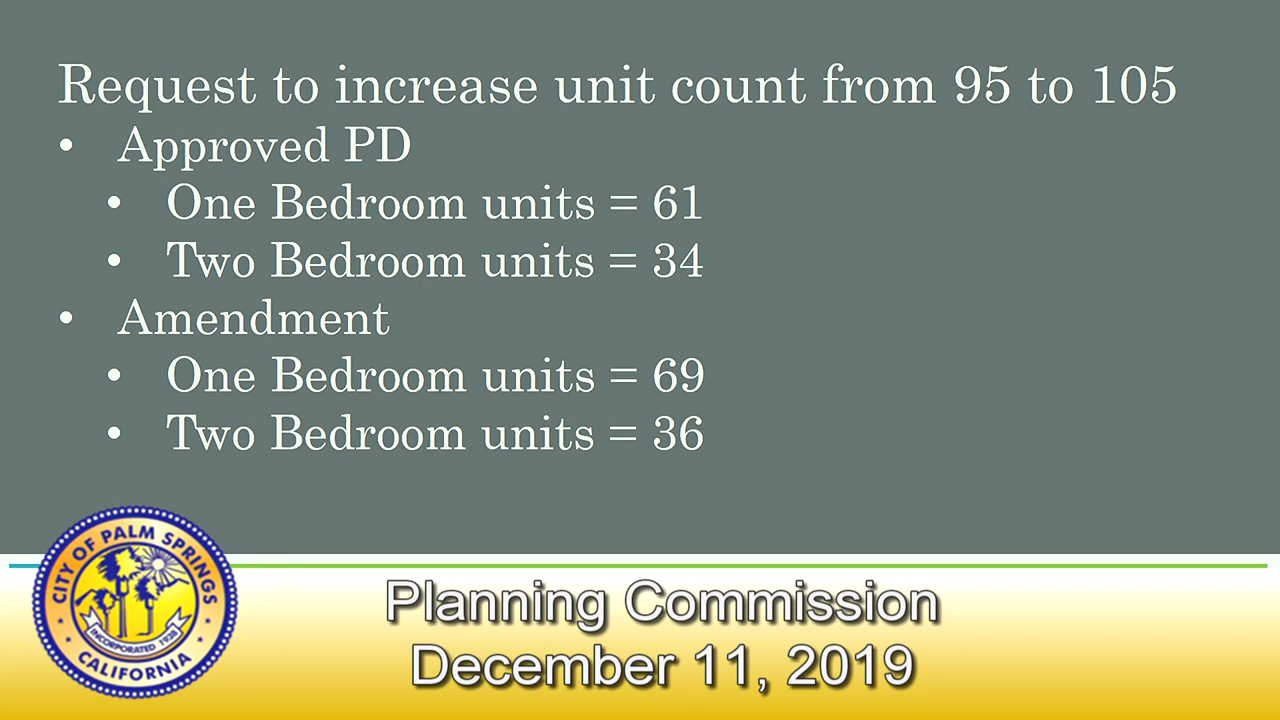 Request to increase unit count from 95 to 105
• Approved PD
• One Bedroom units = 61
• Two Bedroom units = 34
• Amendment
• One Bedroom units = 69
• Two Bedroom units = 36
CITY OF PALM SPRINGS
INCORPORATED 1938
CALIFORNIA
Planning Commission
December 11, 2019